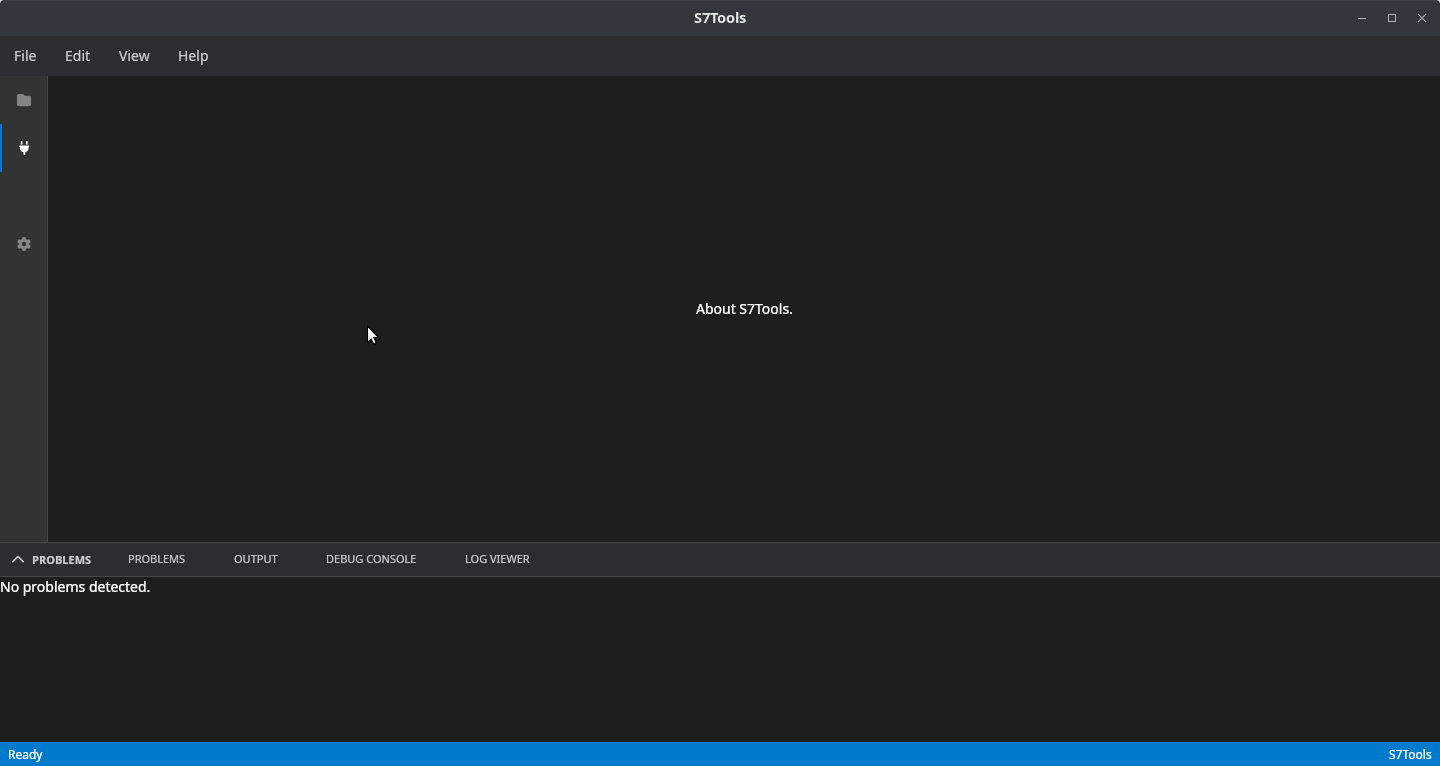 S7Tools
File Edit View Help
About S7Tools.
PROBLEMS PROBLEMS OUTPUT DEBUG CONSOLE LOG VIEWER
No problems detected.
Ready S7Tools